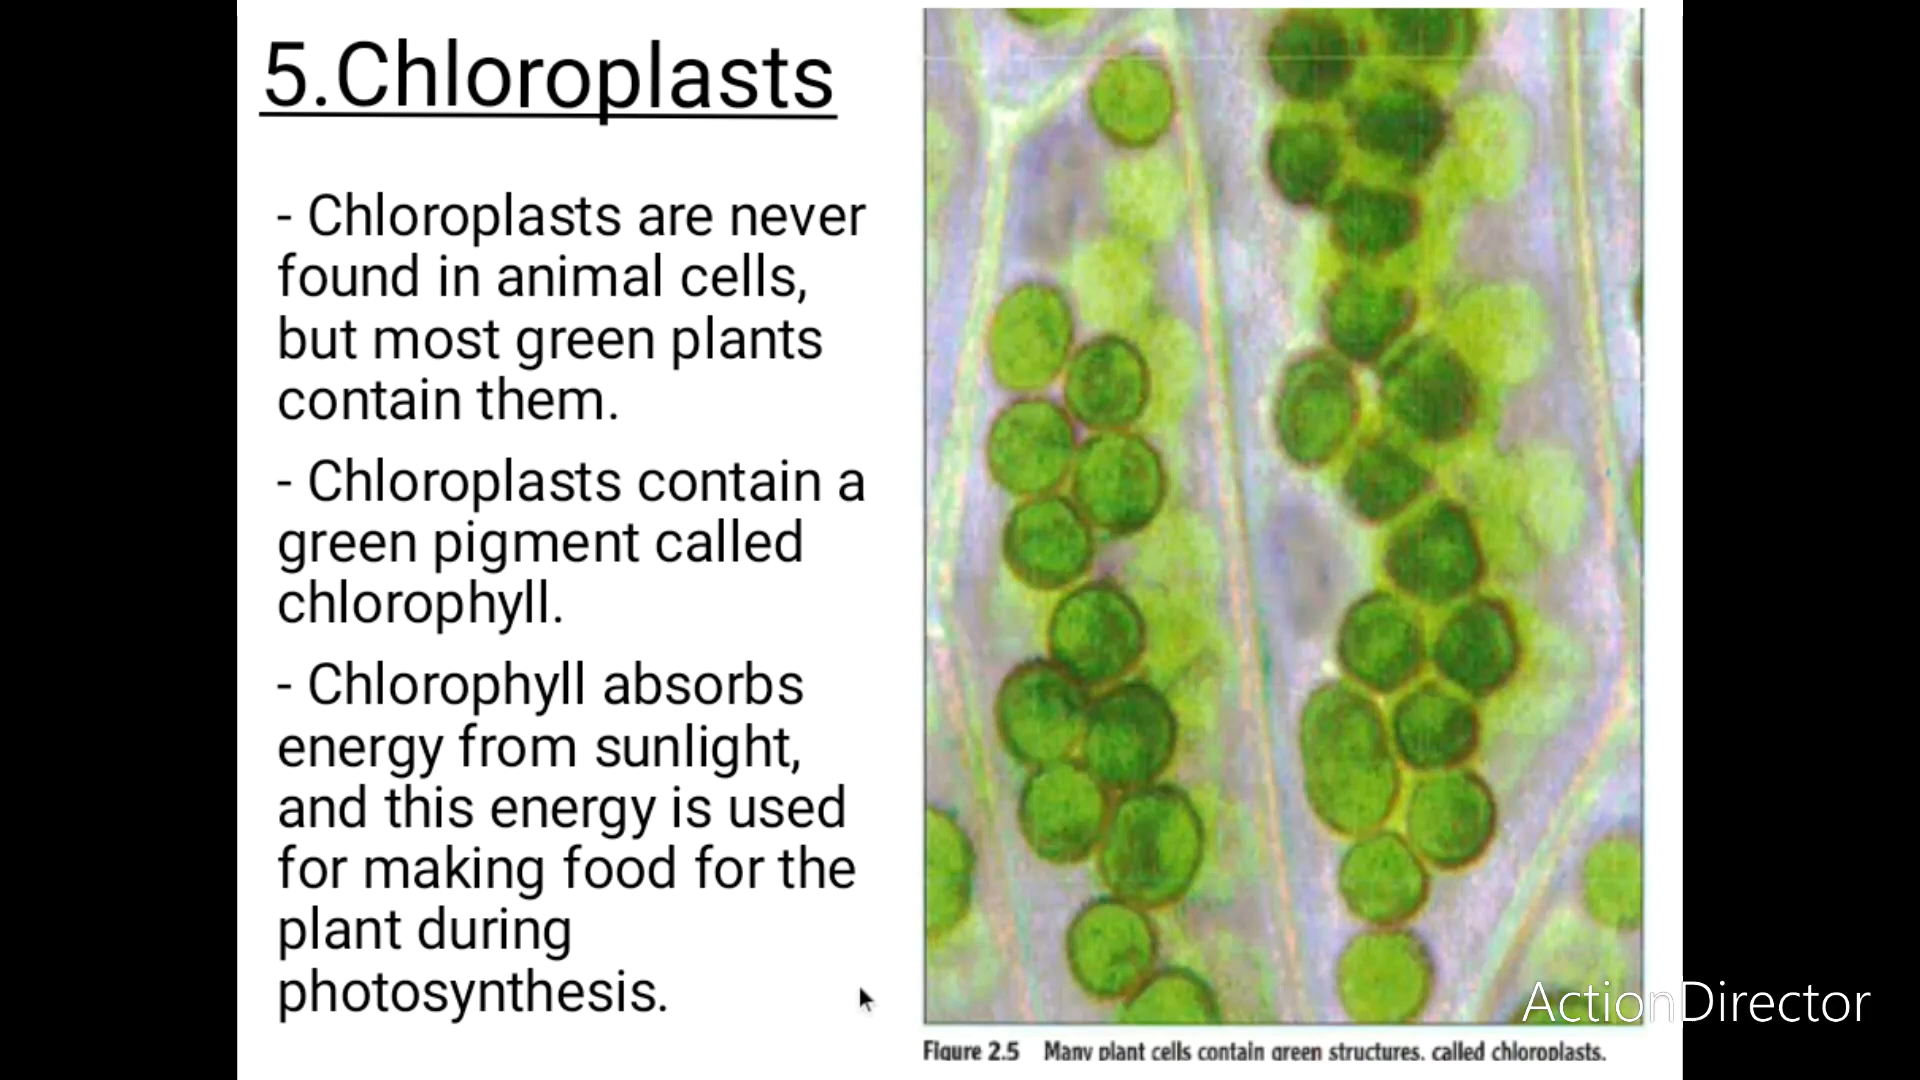 5.Chloroplasts
- Chloroplasts are never
found in animal cells,
but most green plants
contain them.
- Chloroplasts contain a
green pigment called
chlorophyll.
- Chlorophyll absorbs
energy from sunlight,
and this energy is used
for making food for the
plant during
photosynthesis.
Figure 2.5 Many plant cells contain green structures, called chloroplasts.
ActionDirector